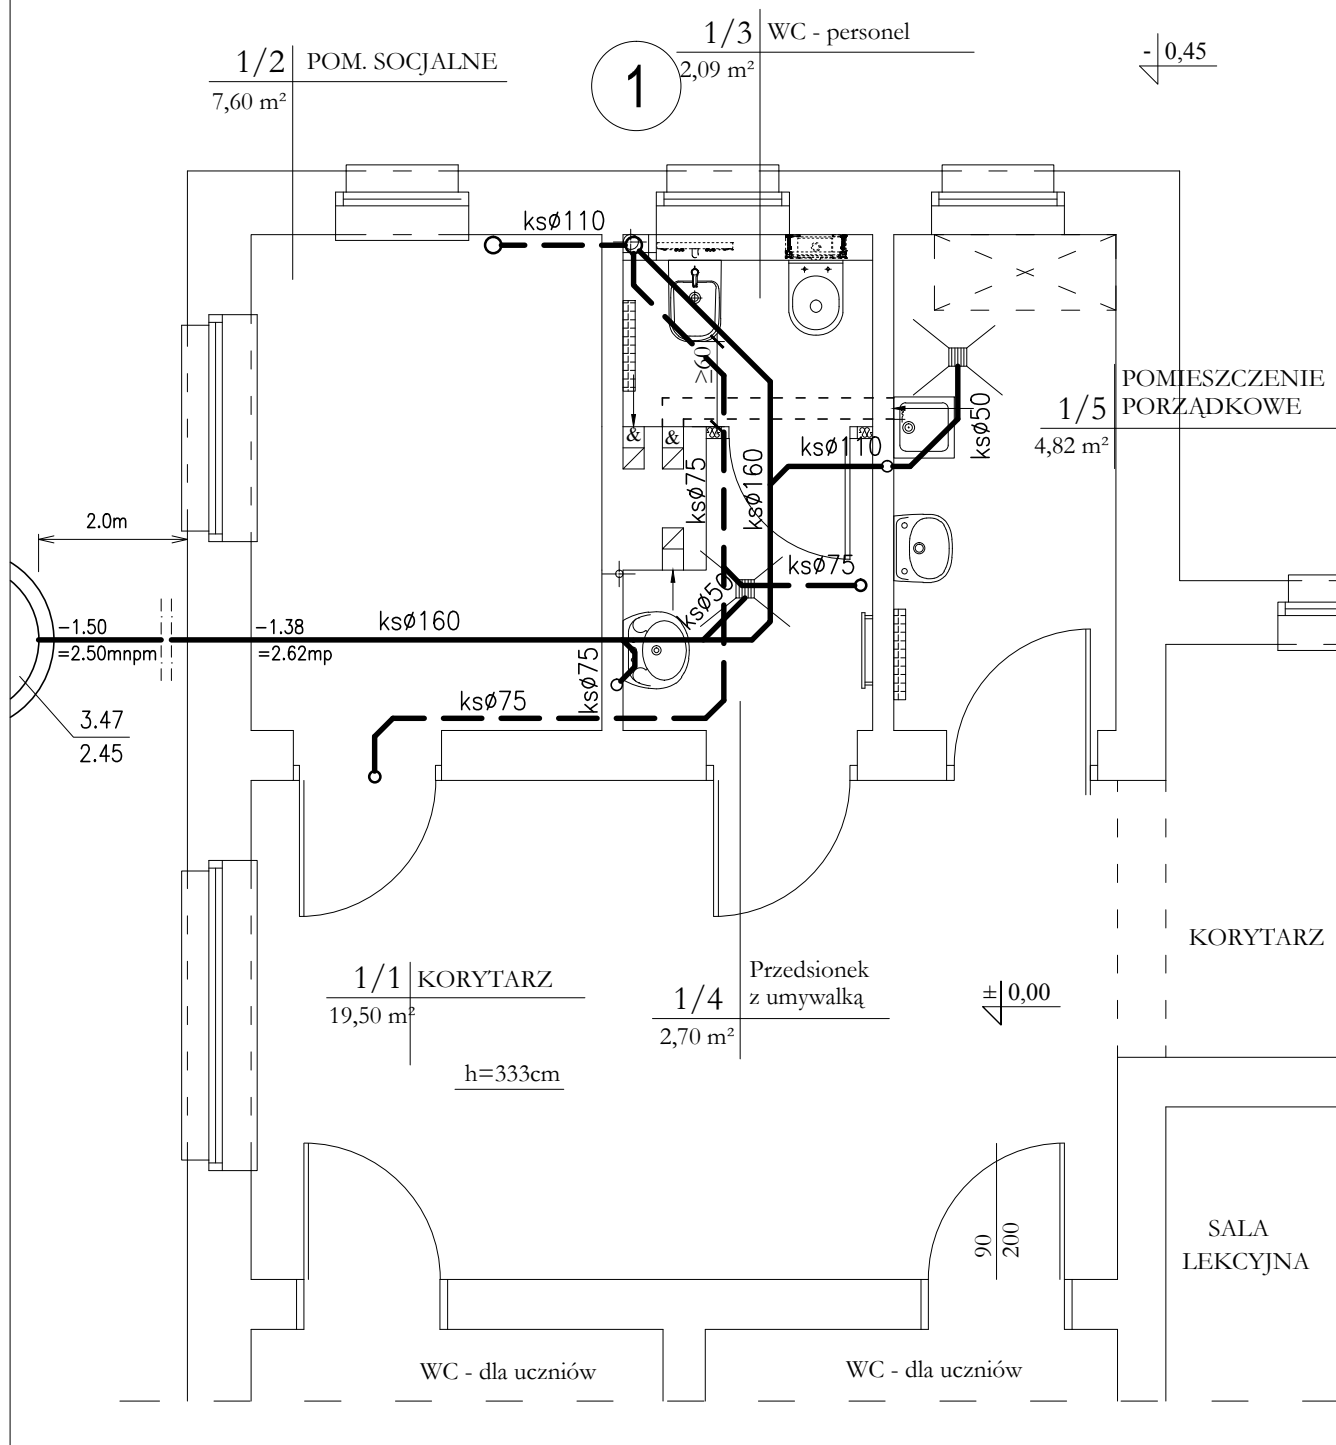 1/2 POM. SOCJALNE
7,60 m²
1
1/3 WC - personel
2,09 m²
- 0,45
ksø110
≥60
&
&
ksø75
ksø160
ksø110
ksø50
1/5 POMIESZCZENIE
PORZĄDKOWE
4,82 m²
2.0m
ksø75
ksø50
-1.50
=2.50mnpm
-1.38
=2.62mp
ksø160
ksø75
ksø75
3.47
2.45
1/1 KORYTARZ
19,50 m²
h=333cm
1/4 Przedsionek
z umywalką
2,70 m²
± 0,00
KORYTARZ
90
200
SALA
LEKCYJNA
WC - dla uczniów
WC - dla uczniów